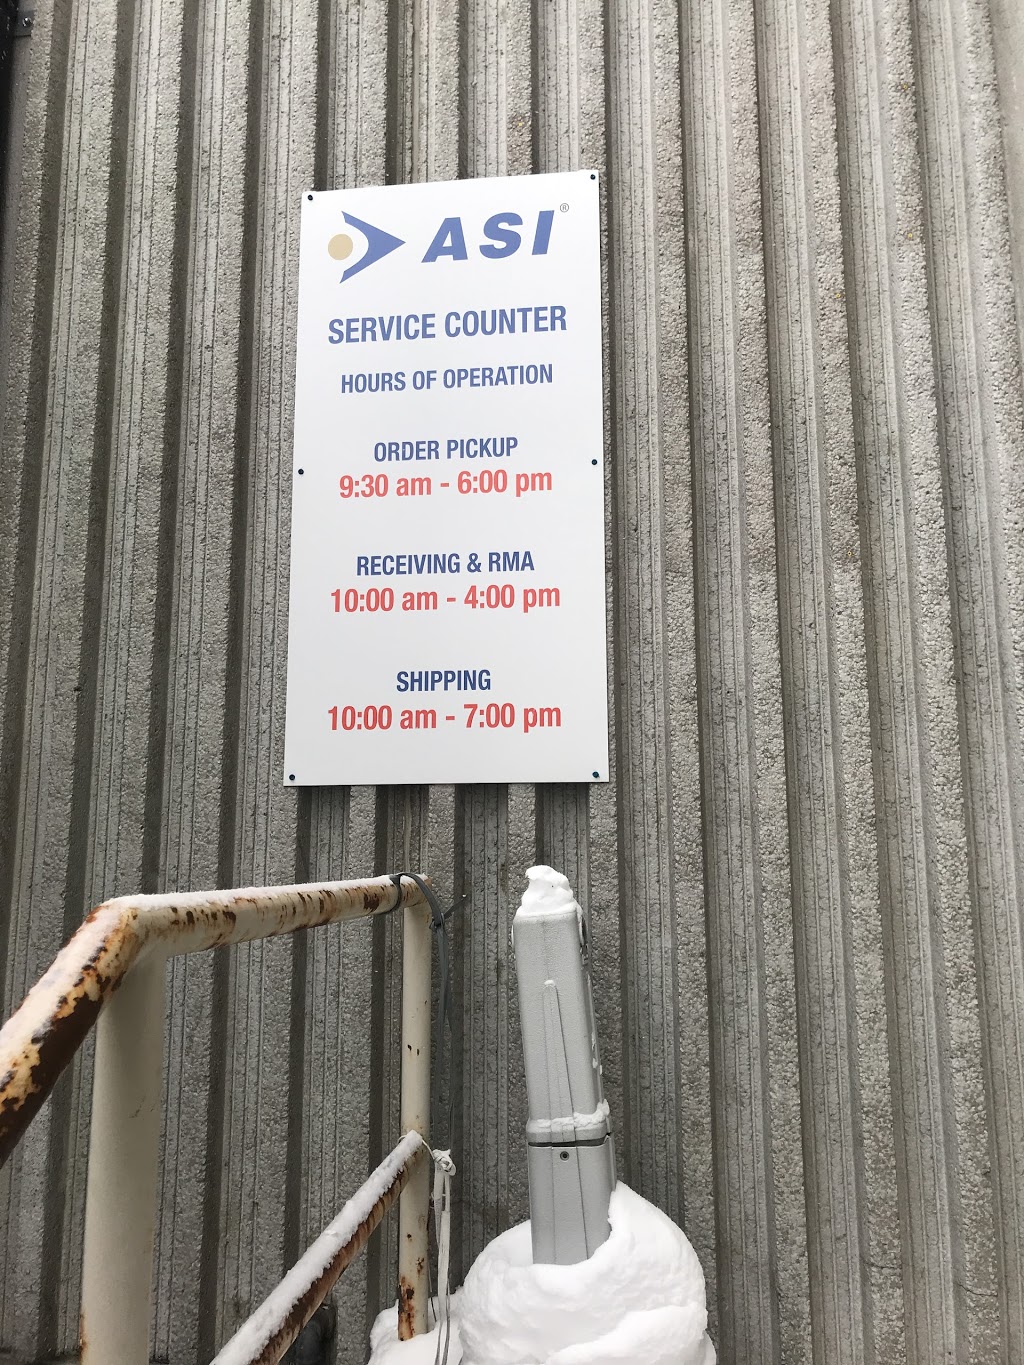 ASI®
SERVICE COUNTER
HOURS OF OPERATION
ORDER PICKUP
9:30 am - 6:00 pm
RECEIVING & RMA
10:00 am - 4:00 pm
SHIPPING
10:00 am - 7:00 pm